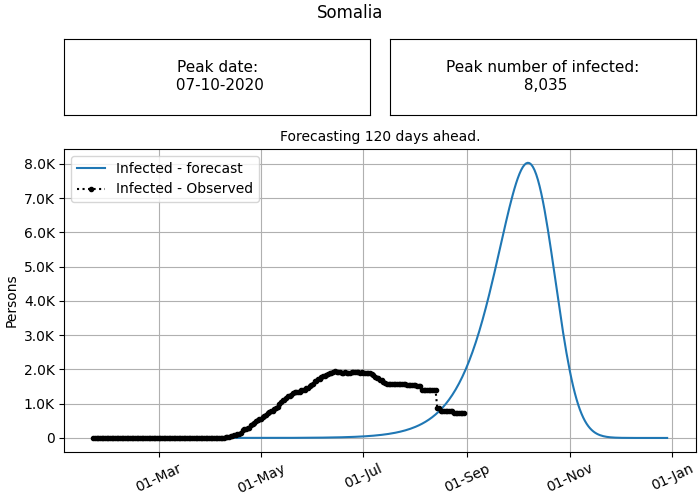 Somalia
Peak date:
07-10-2020
Peak number of infected:
8,035
Forecasting 120 days ahead.
Infected - forecast
Infected - Observed
8.0K
7.0K
6.0K
5.0K
4.0K
3.0K
2.0K
1.0K
0
Persons
01-Mar
01-May
01-Jul
01-Sep
01-Nov
01-Jan